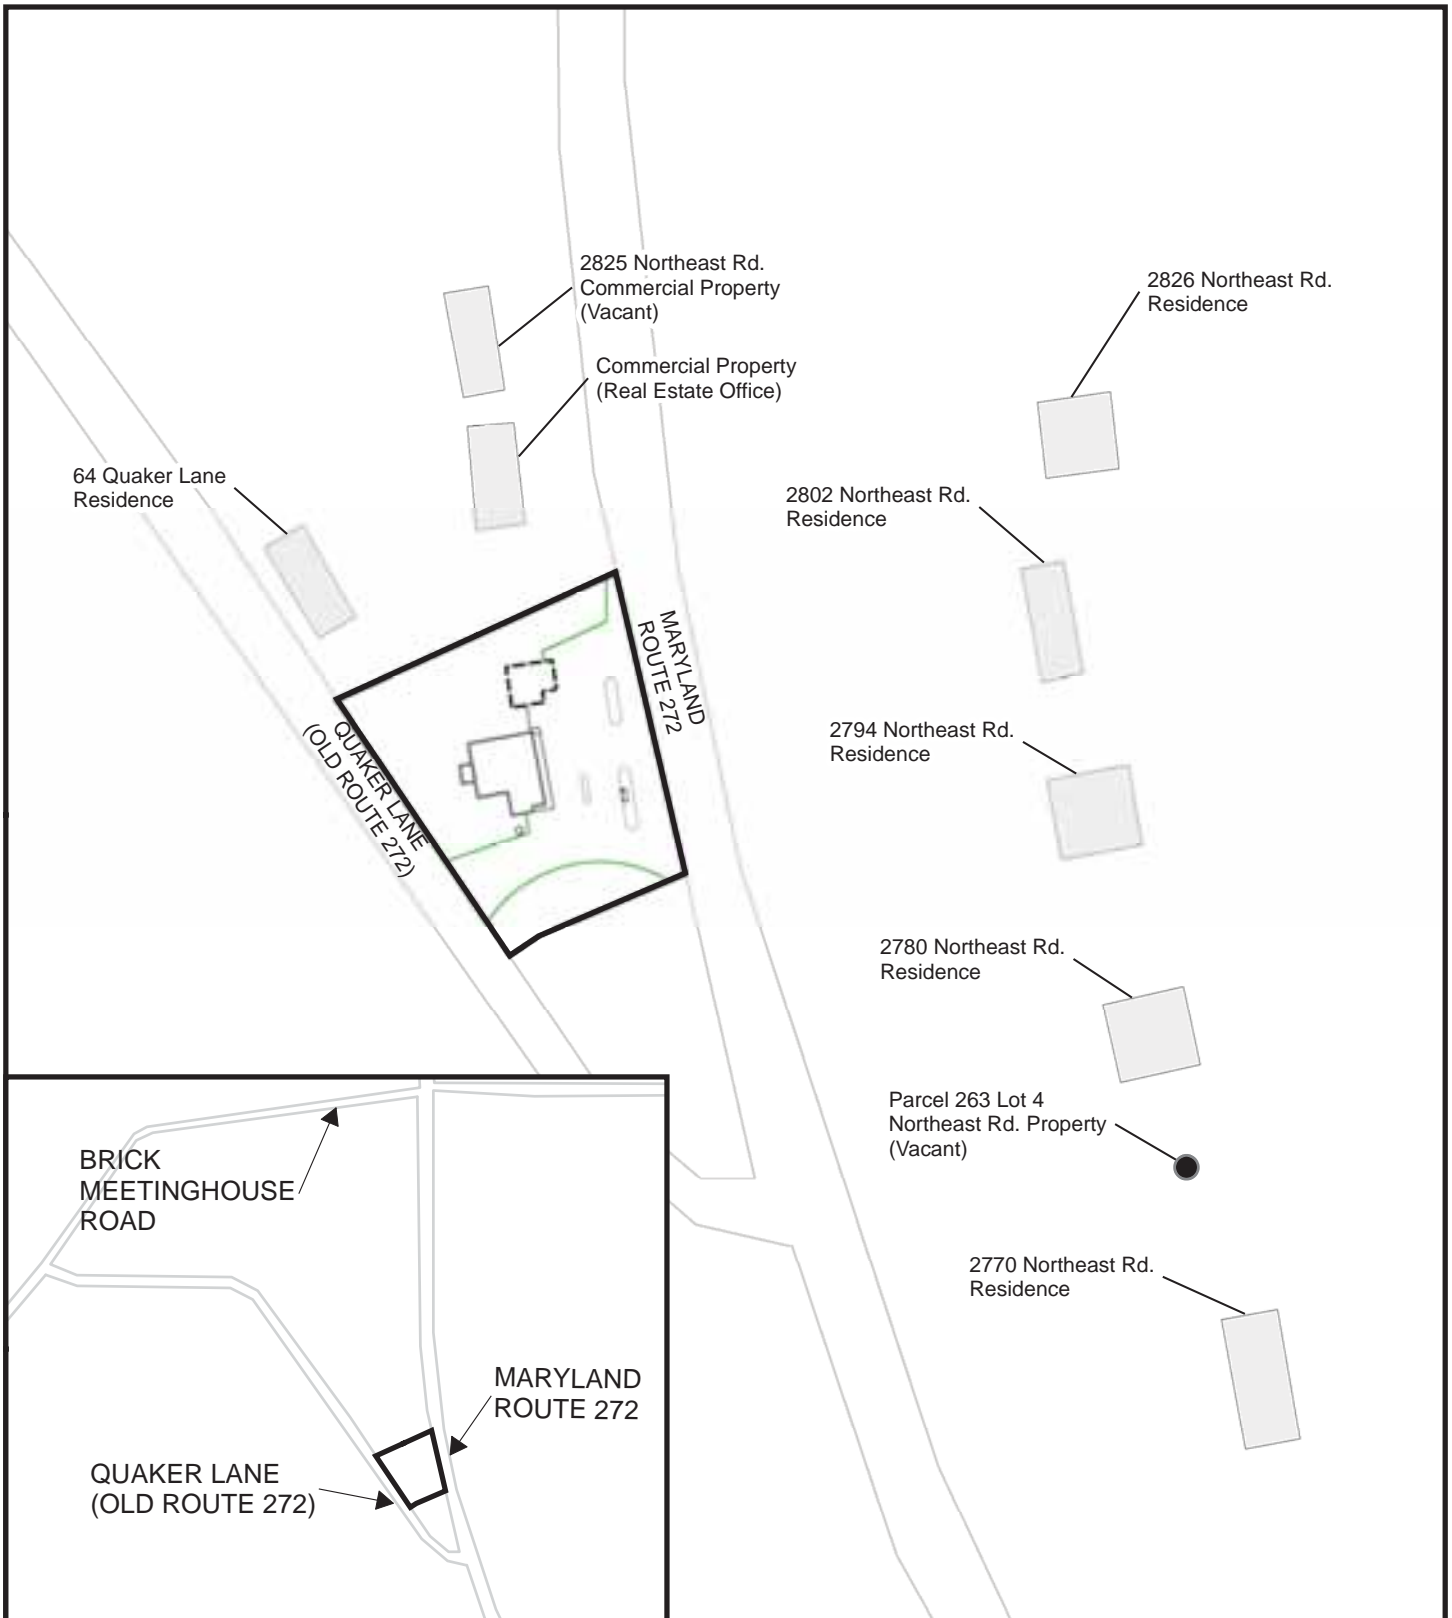 2825 Northeast Rd.
Commercial Property
(Vacant)
2826 Northeast Rd.
Residence
Commercial Property
(Real Estate Office)
64 Quaker Lane
Residence
2802 Northeast Rd.
Residence
MARYLAND
ROUTE 272
QUAKER LANE
(OLD ROUTE 272)
2794 Northeast Rd.
Residence
2780 Northeast Rd.
Residence
Parcel 263 Lot 4
Northeast Rd. Property
(Vacant)
2770 Northeast Rd.
Residence
BRICK
MEETINGHOUSE
ROAD
MARYLAND
ROUTE 272
QUAKER LANE
(OLD ROUTE 272)